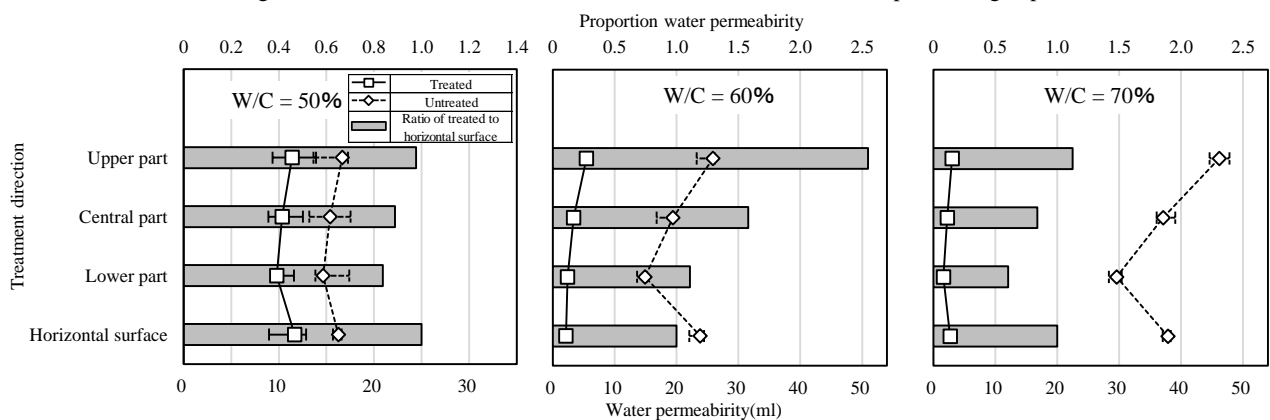 Proportion water permeabirity
0 0.2 0.4 0.6 0.8 1.0 1.2 1.4
0 0.5 1.0 1.5 2.0 2.5
0 0.5 1.0 1.5 2.0 2.5
W/C = 50%
Treated
Untreated
Ratio of treated to
horizontal surface
W/C = 60%
W/C = 70%
Treatment direction
Upper part
Central part
Lower part
Horizontal surface
0 10 20 30
0 10 20 30 40 50
0 10 20 30 40 50
Water permeabirity(ml)